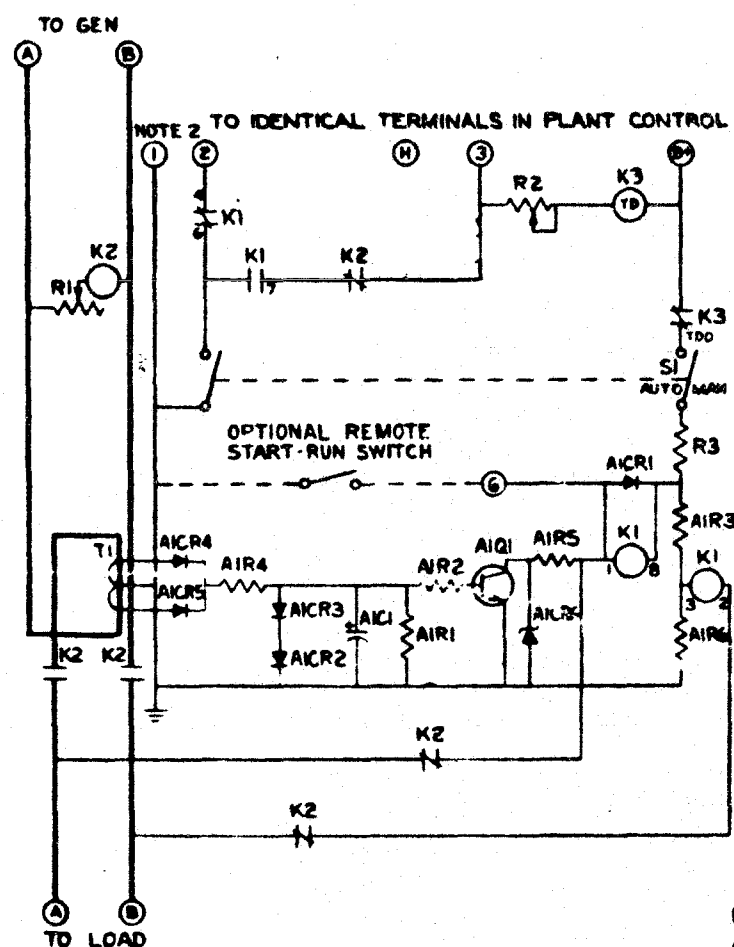 TO GEN
A B
NOTE 2 TO IDENTICAL TERMINALS IN PLANT CONTROL
1 2 H 3 B+
4
K1
6
R2 K3
TD
K2
R1
K1 K2
7
K3
TDO
S1
AUTO MAN
OPTIONAL REMOTE
START-RUN SWITCH
R3
6
A1CR1
T1
A1CR4
A1R4
A1R2
A1Q1
A1R5
K1
1 8
A1R3
K1
3 2
A1CR5
A1CR3
A1C1
A1R1
A1R6
A1CR2
K2 K2
K2
K2
A B
TO LOAD